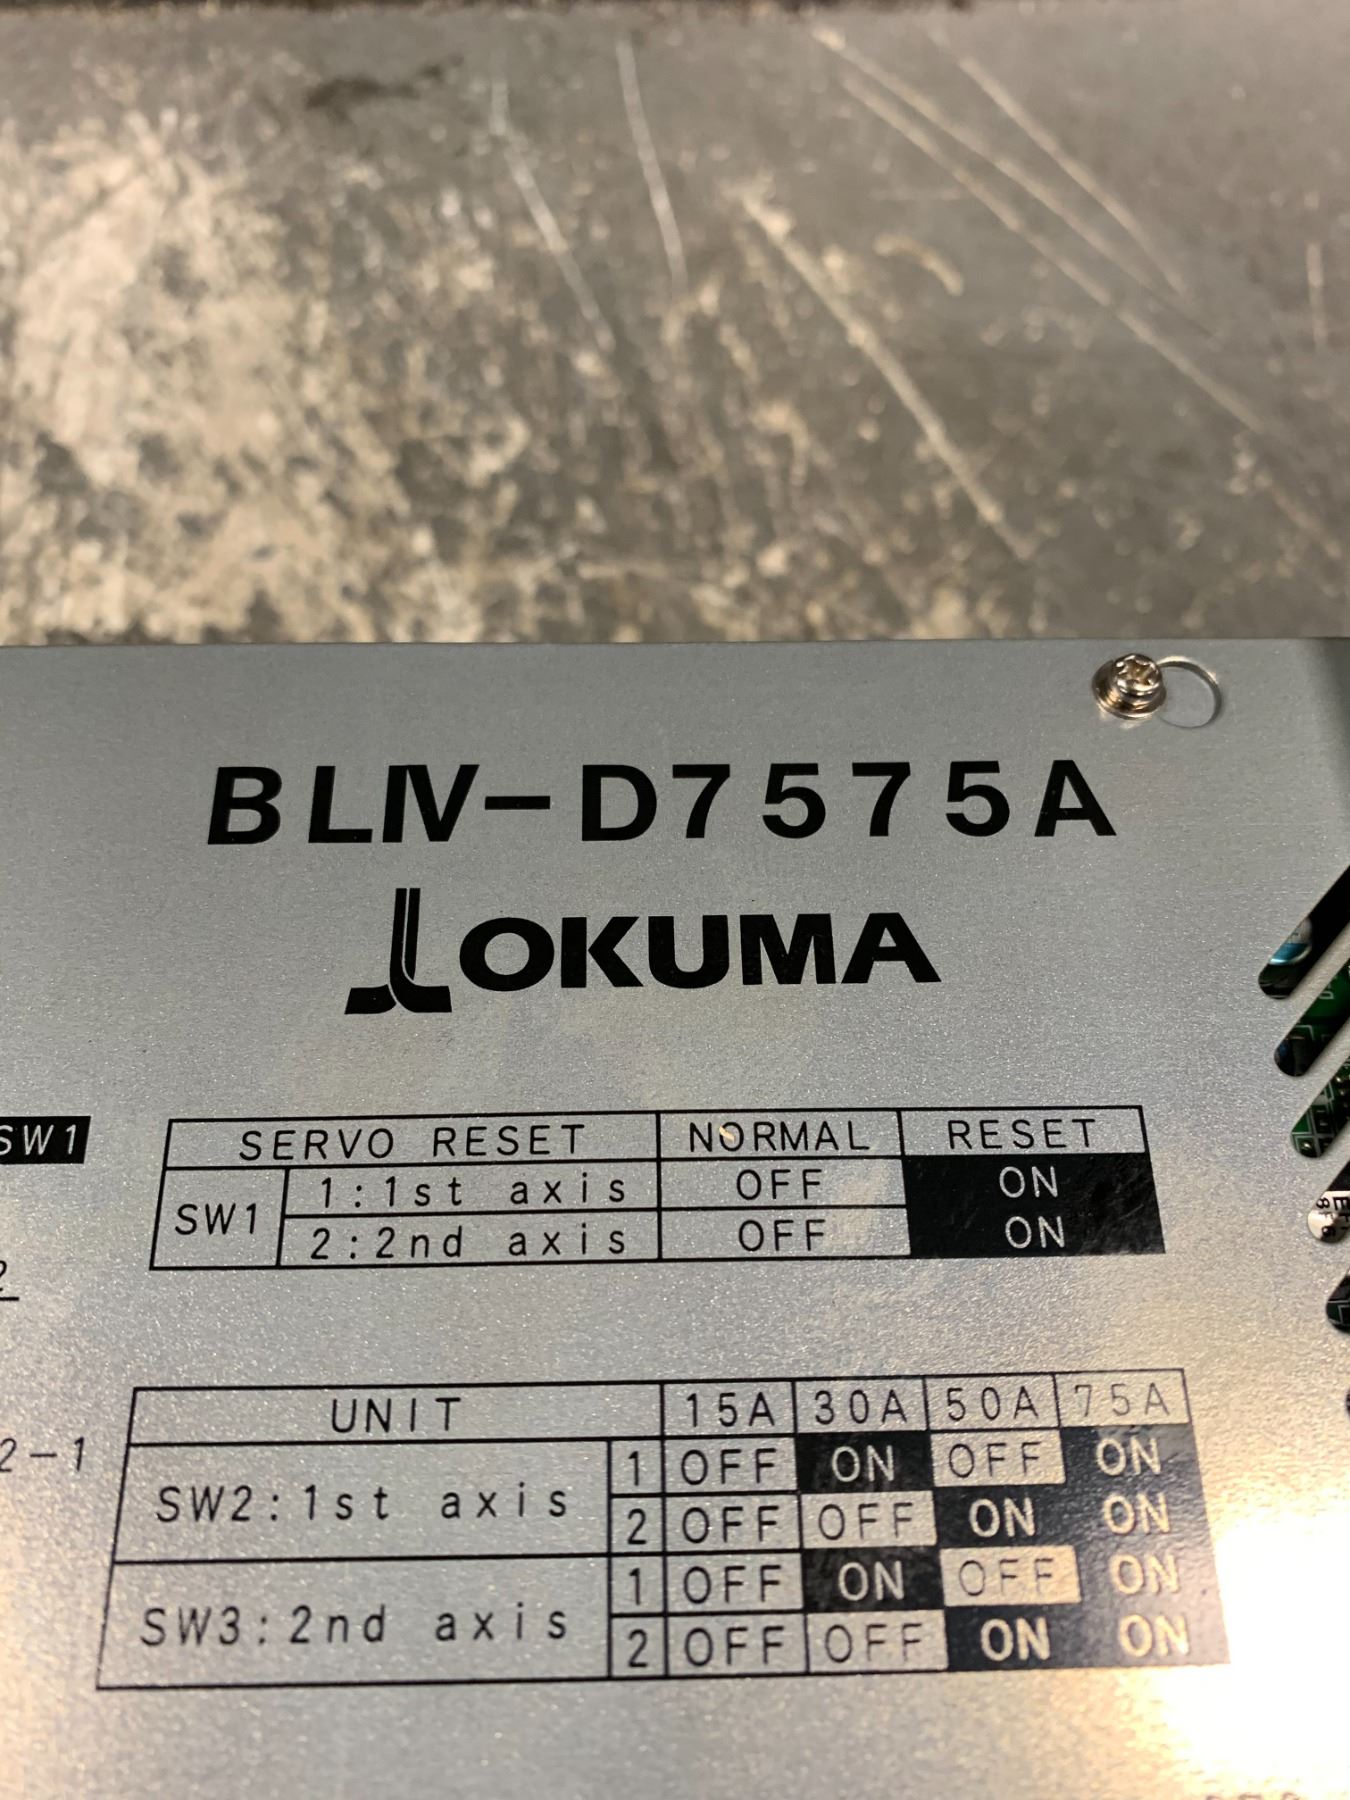 BLIV-D7575A
OKUMA
SW1
SERVO RESET NORMAL RESET
SW1 1:1st axis OFF ON
2:2nd axis OFF ON
2
UNIT 15A 30A 50A 75A
2-1
SW2:1st axis 1 OFF ON OFF ON
2 OFF OFF ON ON
SW3:2nd axis 1 OFF ON OFF ON
2 OFF OFF ON ON